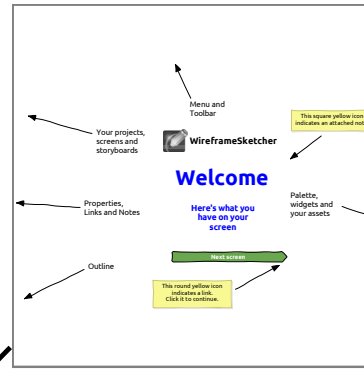 Menu and
Toolbar
This square yellow icon
indicates an attached not
Your projects,
screens and
storyboards
WireframeSketcher
Welcome
Properties,
Links and Notes
Here's what you
have on your
screen
Palette,
widgets and
your assets
Next screen
Outline
This round yellow icon
indicates a link.
Click it to continue.